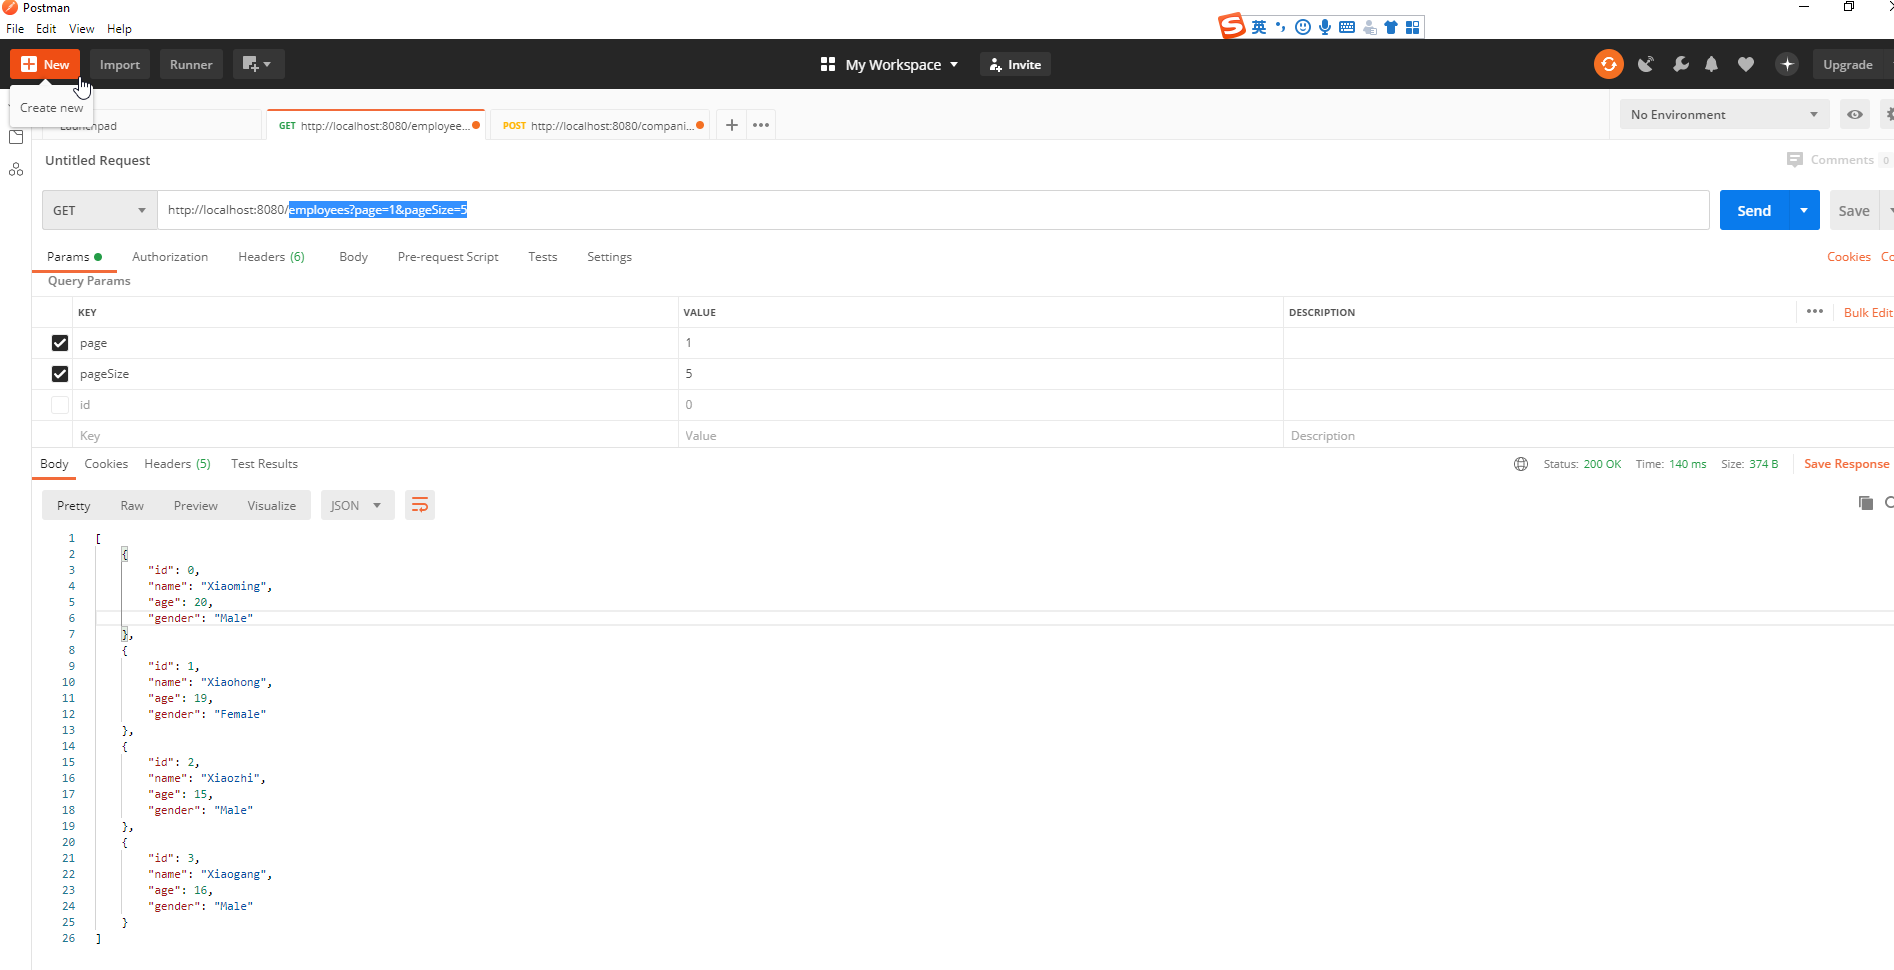 Postman
File Edit View Help
英
New Import Runner My Workspace Invite Upgrade
Create new
Launchpad GET http://localhost:8080/employee... POST http://localhost:8080/compani... No Environment
Untitled Request Comments 0
GET http://localhost:8080/employees?page=1&pageSize=5 Send Save
Params Authorization Headers (6) Body Pre-request Script Tests Settings Cookies Co
Query Params
KEY VALUE DESCRIPTION Bulk Edit
page 1
pageSize 5
id 0
Key Value Description
Body Cookies Headers (5) Test Results Status: 200 OK Time: 140 ms Size: 374 B Save Response
Pretty Raw Preview Visualize JSON
1 [
2 {
3 "id": 0,
4 "name": "Xiaoming",
5 "age": 20,
6 "gender": "Male"
7 },
8 {
9 "id": 1,
10 "name": "Xiaohong",
11 "age": 19,
12 "gender": "Female"
13 },
14 {
15 "id": 2,
16 "name": "Xiaozhi",
17 "age": 15,
18 "gender": "Male"
19 },
20 {
21 "id": 3,
22 "name": "Xiaogang",
23 "age": 16,
24 "gender": "Male"
25 }
26 ]